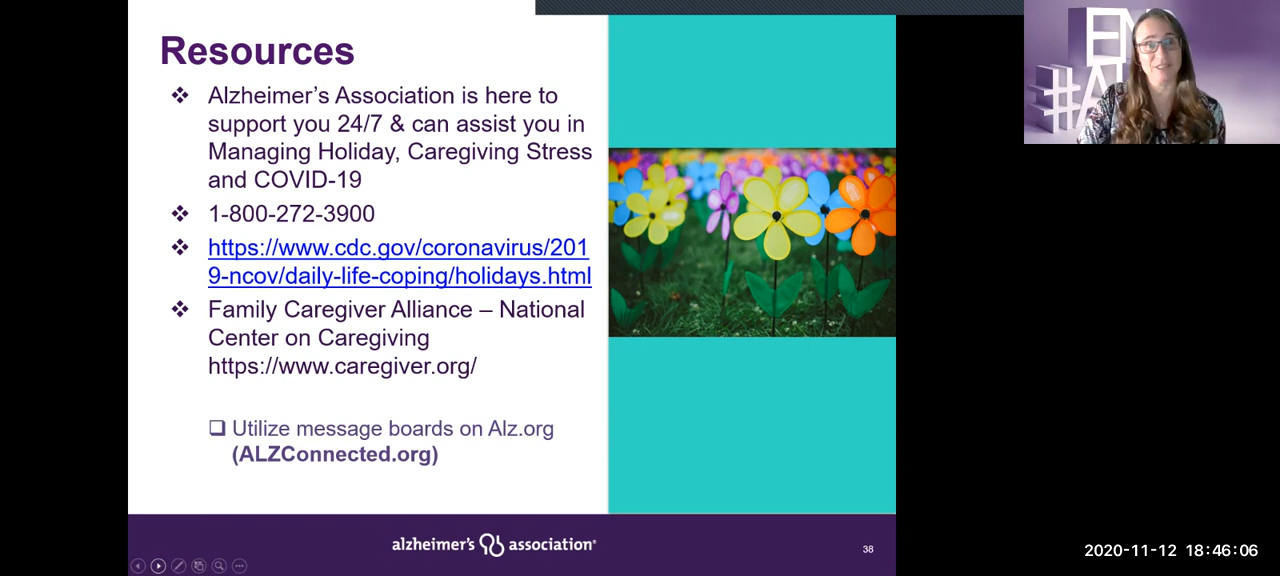 Resources
❖ Alzheimer's Association is here to
support you 24/7 & can assist you in
Managing Holiday, Caregiving Stress
and COVID-19
❖ 1-800-272-3900
❖ https://www.cdc.gov/coronavirus/201
9-ncov/daily-life-coping/holidays.html
❖ Family Caregiver Alliance – National
Center on Caregiving
https://www.caregiver.org/
❑ Utilize message boards on Alz.org
(ALZConnected.org)
alzheimer's association®
38
2020-11-12 18:46:06